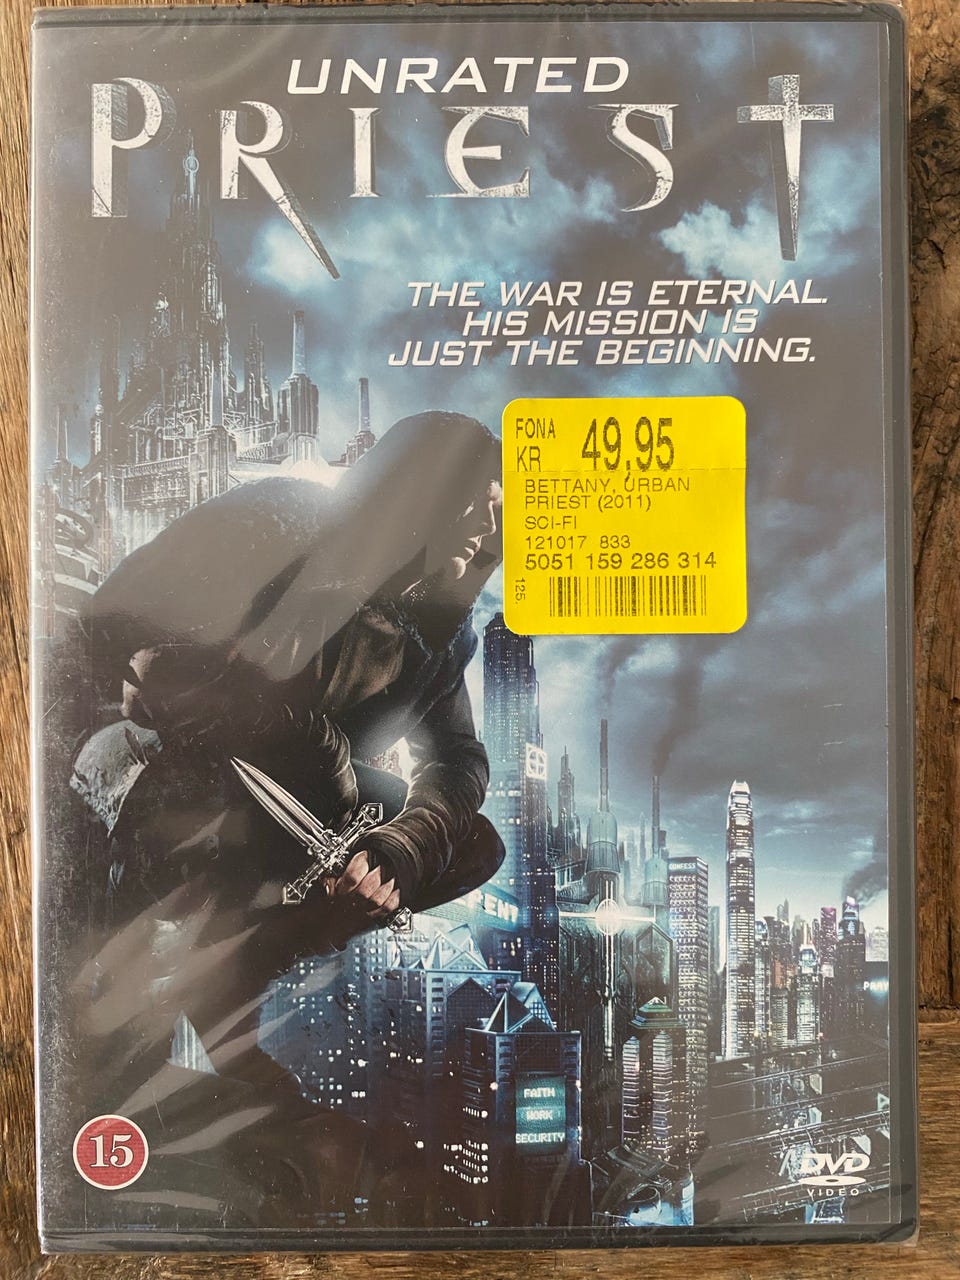 UNRATED
PRIEST
THE WAR IS ETERNAL.
HIS MISSION IS
JUST THE BEGINNING.
FONA
KR 49,95
BETTANY, URBAN
PRIEST (2011)
SCI-FI
121017 833
5051 159 286 314
125
CONFESS
FAITH
WORK
SECURITY
15
DVD
VIDEO